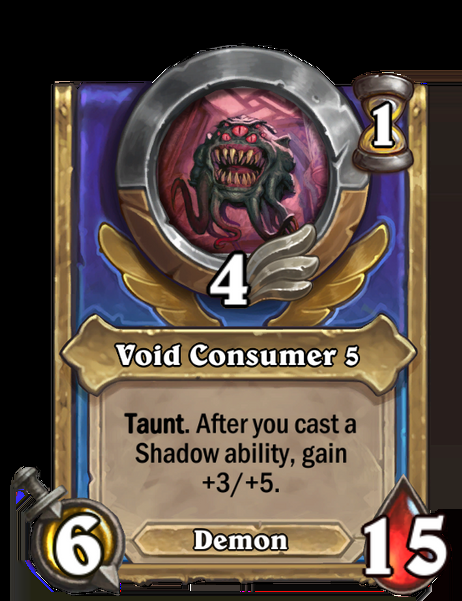 1
4
Void Consumer 5
Taunt. After you cast a
Shadow ability, gain
+3/+5.
6
Demon
15